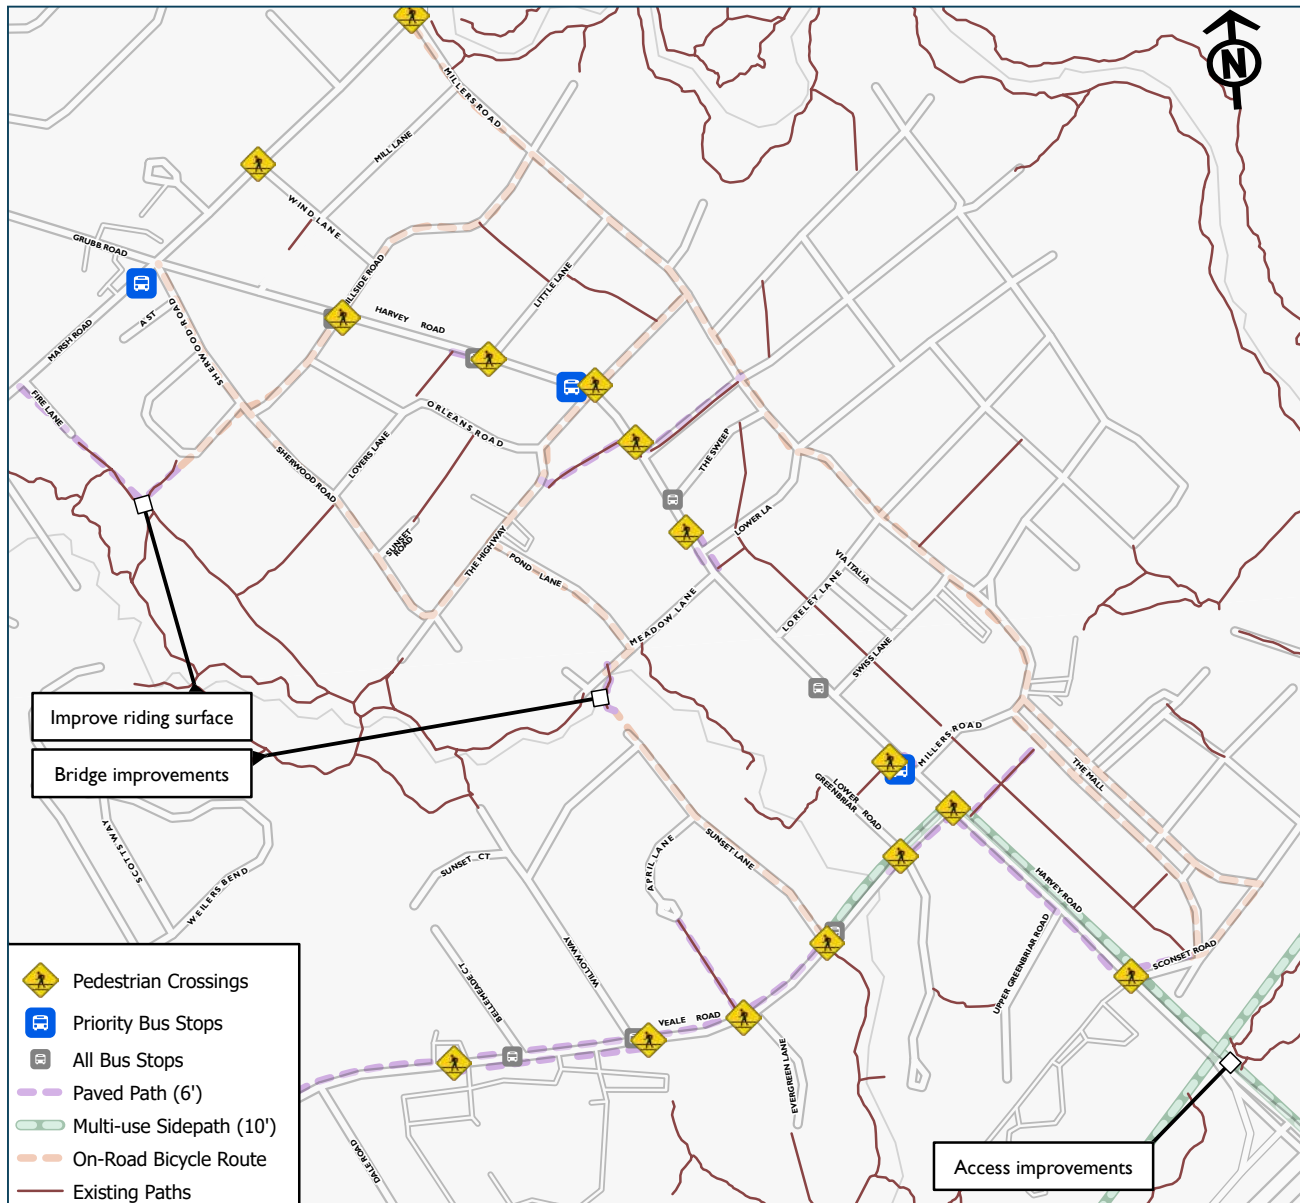 N
MILLERS ROAD
MILL LANE
WIND LANE
GRUBB ROAD
ILLSIDE ROAD
LITTLE LANE
HARVEY ROAD
A ST
MARSH ROAD
SHERWOOD ROAD
FIRE LANE
ORLEANS ROAD
LOVERS LANE
THE SWEEP
SHERWOOD ROAD
SUNSET
ROAD
THE HIGHWAY
LOWER LA
POND LANE
VIA ITALIA
LORELEY LANE
MEADOW LANE
SWISS LANE
Improve riding surface
Bridge improvements
MILLERS ROAD
THE MALL
LOWER
GREENBRIAR ROAD
SCOTTS WAY
WEILERS BEND
SUNSET CT
APRIL LANE
SUNSET LANE
HARVEY ROAD
UPPER GREENBRIAR ROAD
SCONSET ROAD
WILLOW WAY
BELLEMEADE CT
VEALE ROAD
EVERGREEN LANE
DALE ROAD
Access improvements
Pedestrian Crossings
Priority Bus Stops
All Bus Stops
Paved Path (6')
Multi-use Sidepath (10')
On-Road Bicycle Route
Existing Paths